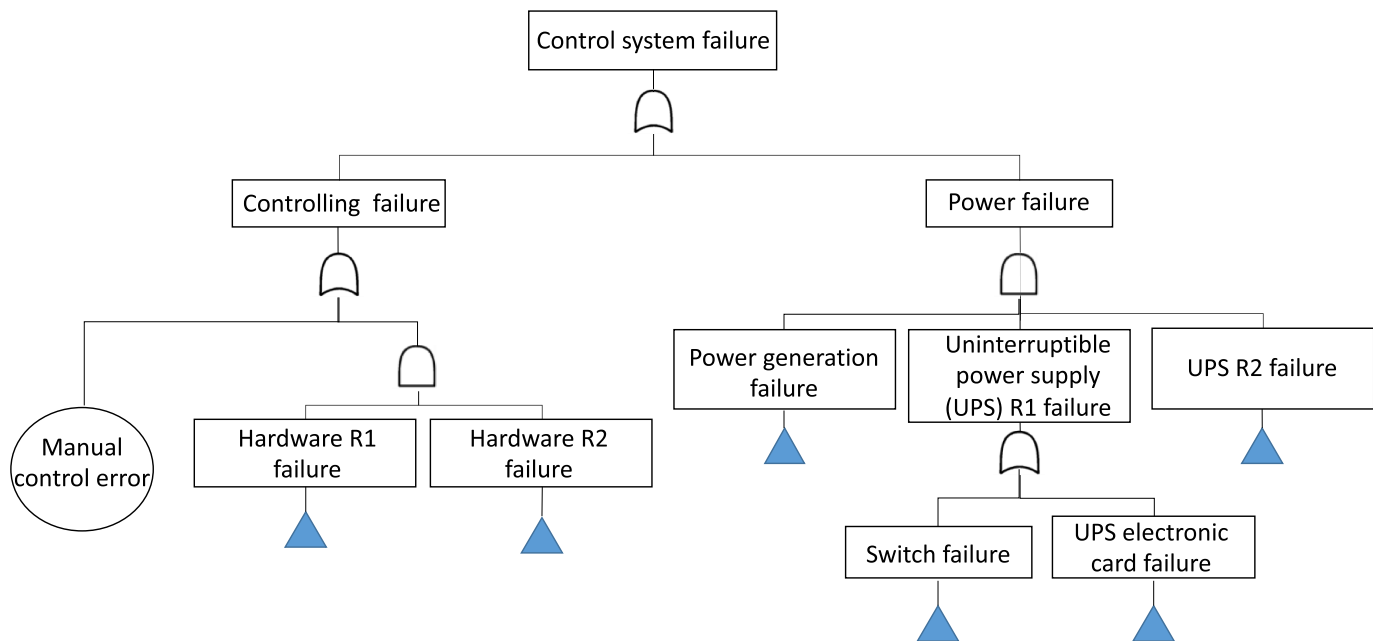 Control system failure
Controlling failure
Power failure
Power generation
failure
Uninterruptible
power supply
(UPS) R1 failure
UPS R2 failure
Manual
control error
Hardware R1
failure
Hardware R2
failure
Switch failure
UPS electronic
card failure